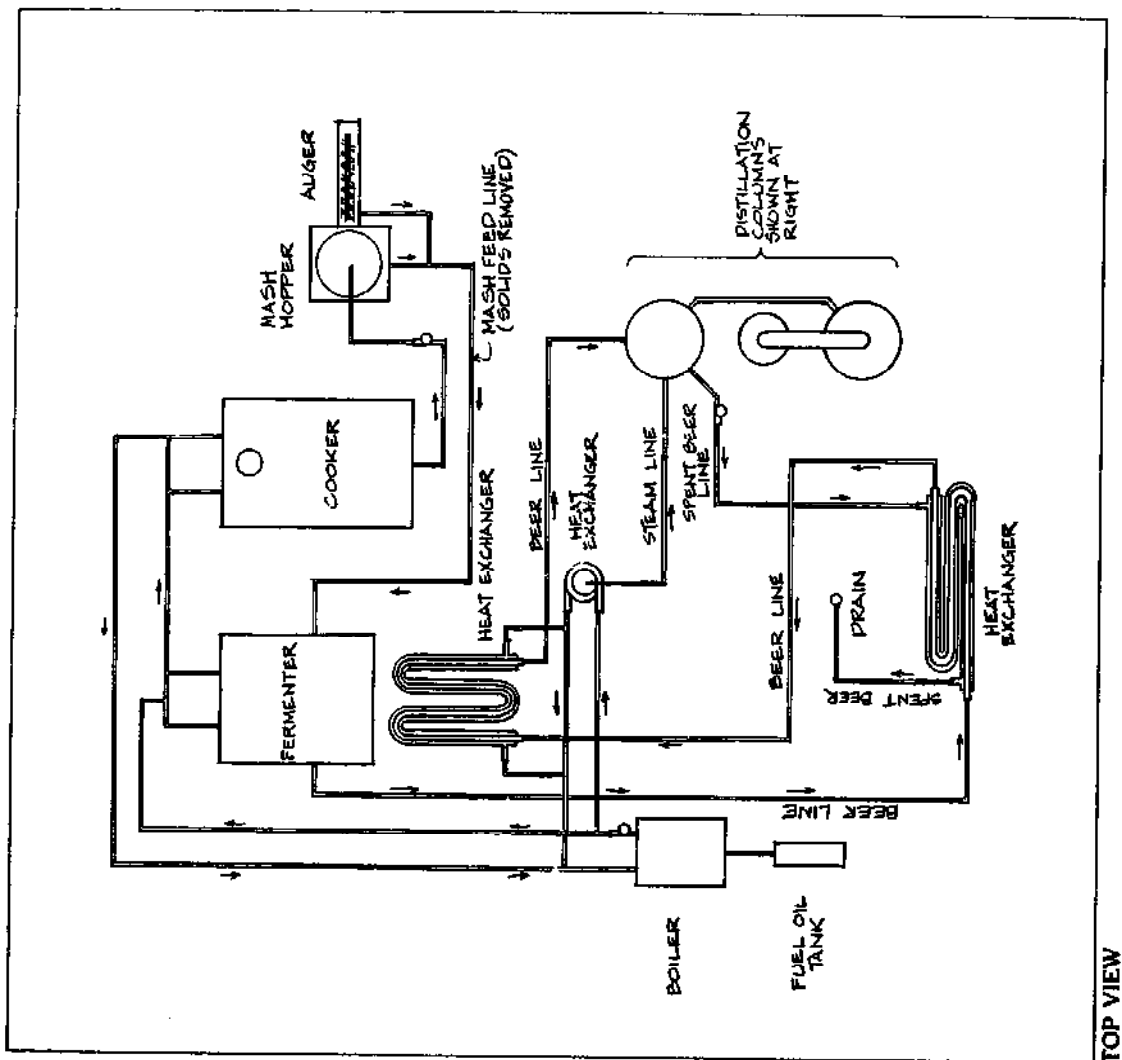 AUGER
MASH
HOPPER
MASH FEED LINE
(SOLIDS REMOVED)
COOKER
FERMENTER
HEAT EXCHANGER
BEER LINE
HEAT
EXCHANGER
STEAM LINE
SPENT BEER
LINE
DISTILLATION
COLUMNS
SHOWN AT
RIGHT
BEER LINE
DRAIN
SPENT BEER
HEAT
EXCHANGER
BEER LINE
BOILER
FUEL OIL
TANK
TOP VIEW